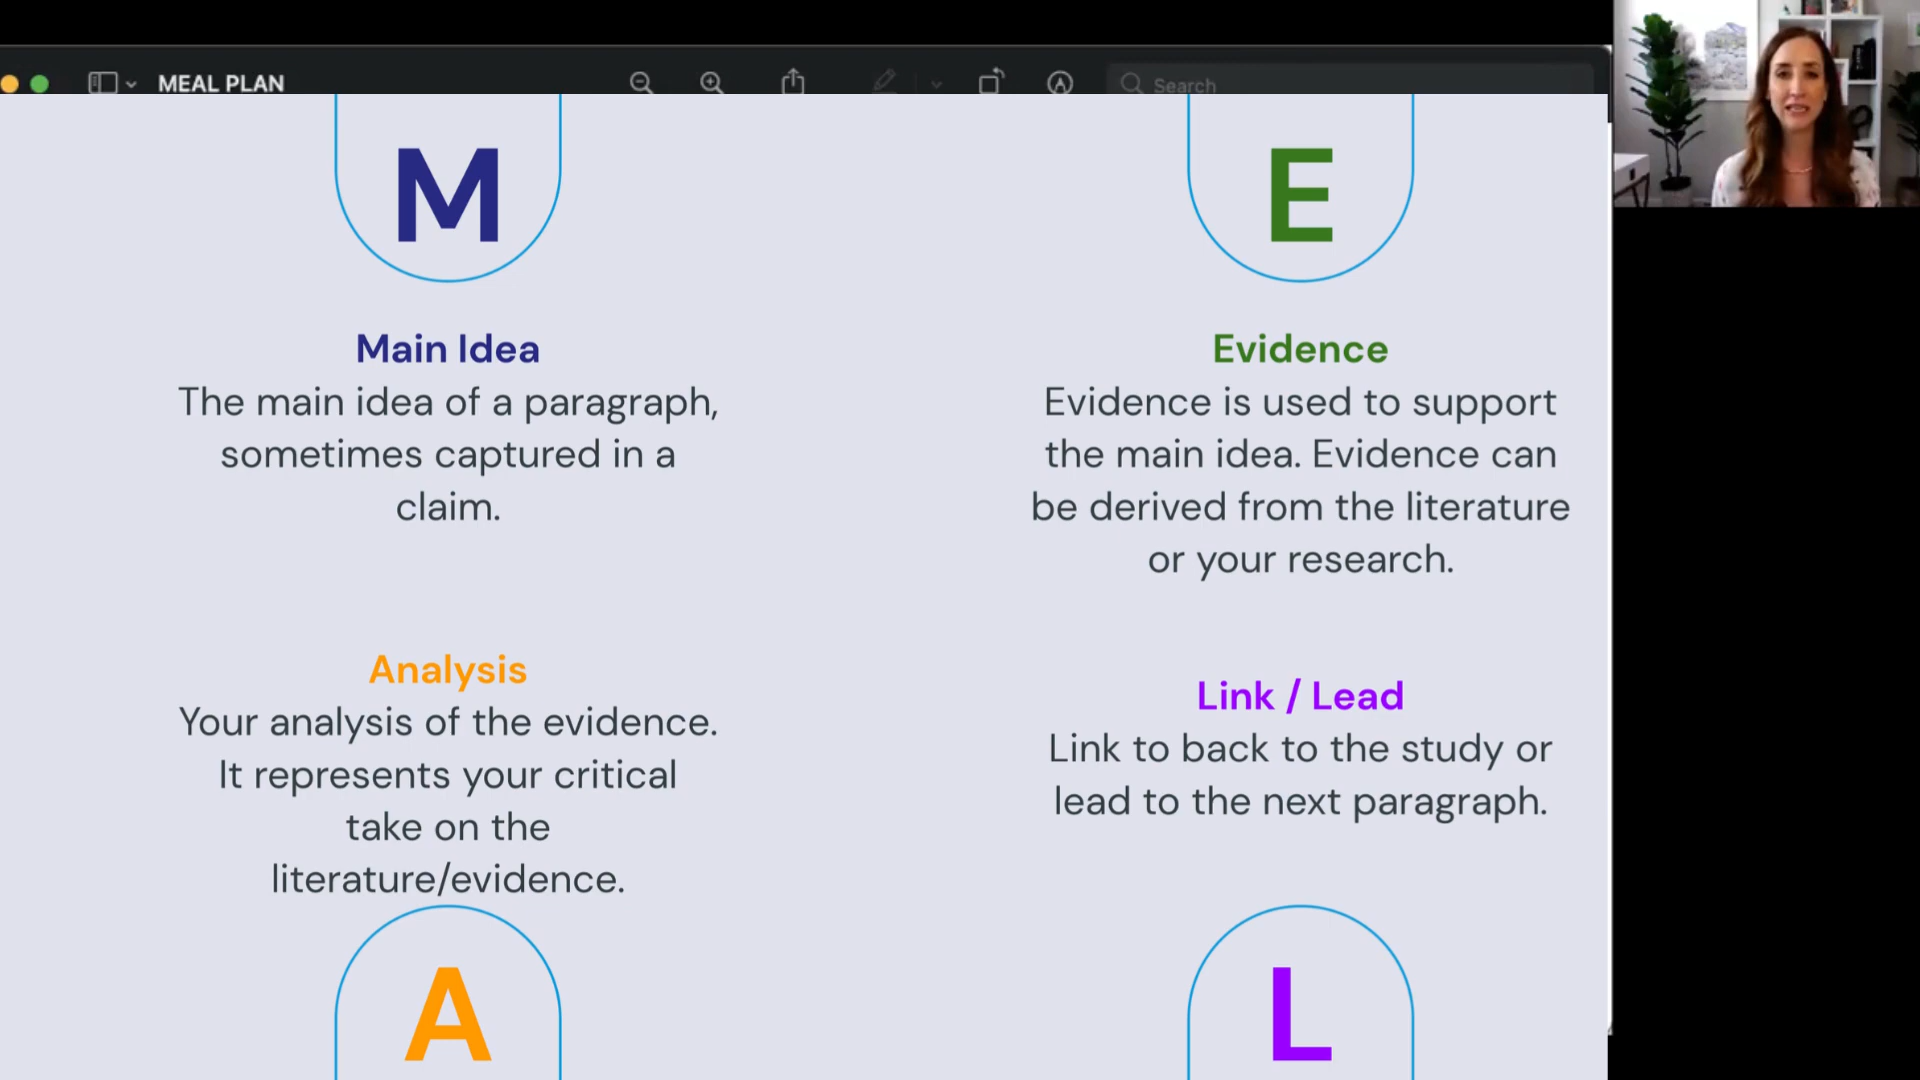 MEAL PLAN
Search
M
Main Idea
The main idea of a paragraph,
sometimes captured in a
claim.
E
Evidence
Evidence is used to support
the main idea. Evidence can
be derived from the literature
or your research.
Analysis
Your analysis of the evidence.
It represents your critical
take on the
literature/evidence.
A
Link / Lead
Link to back to the study or
lead to the next paragraph.
L